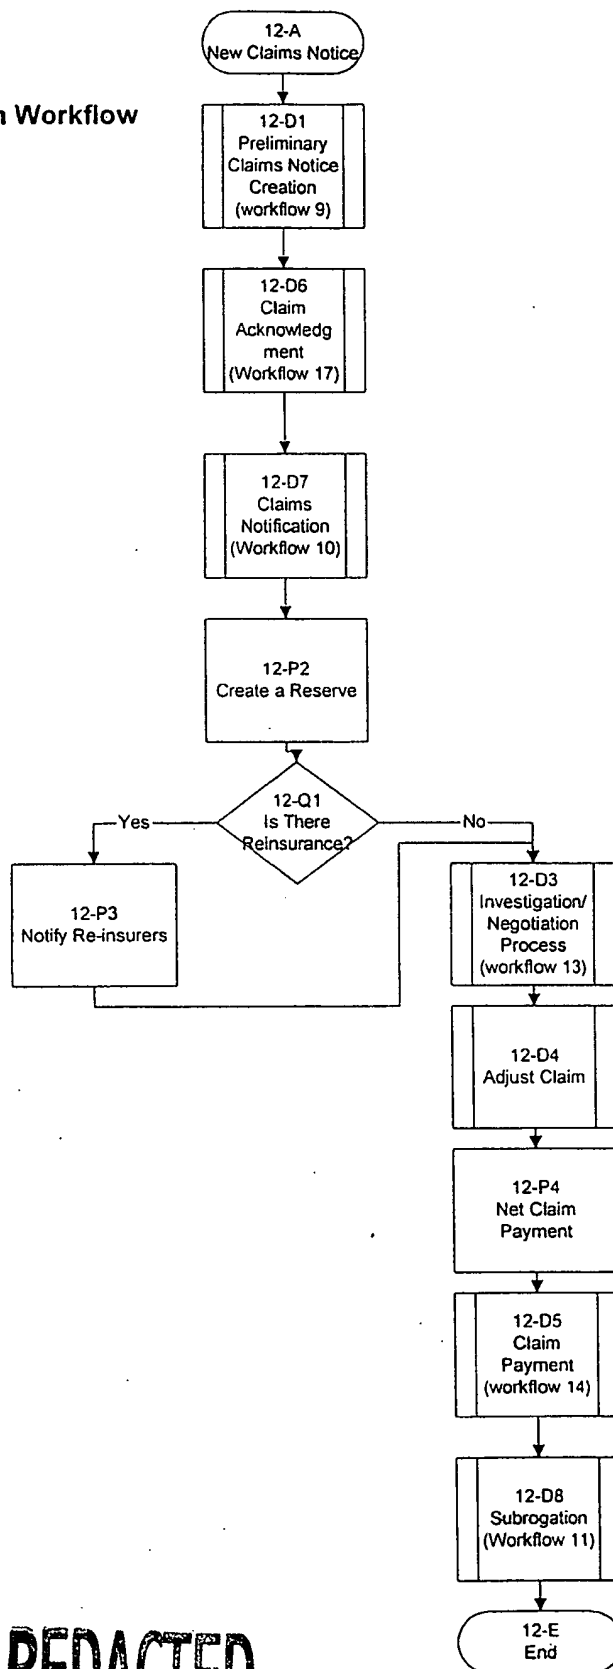 12-A
New Claims Notice
Workflow
12-D1
Preliminary
Claims Notice
Creation
(workflow 9)
12-D6
Claim
Acknowledg
ment
(Workflow 17)
12-D7
Claims
Notification
(Workflow 10)
12-P2
Create a Reserve
12-Q1
Is There
Reinsurance?
Yes
No
12-P3
Notify Re-insurers
12-D3
Investigation/
Negotiation
Process
(workflow 13)
12-D4
Adjust Claim
12-P4
Net Claim
Payment
12-D5
Claim
Payment
(workflow 14)
12-D8
Subrogation
(Workflow 11)
12-E
End
REDACTED